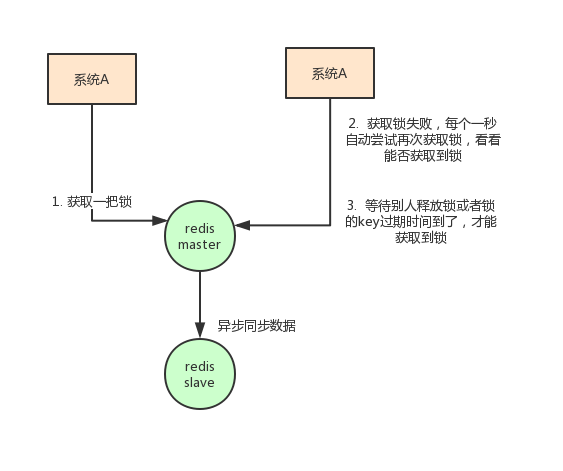 系统A
系统A
2. 获取锁失败，每个一秒
自动尝试再次获取锁，看看
能否获取到锁
1. 获取一把锁
3. 等待别人释放锁或者锁
的key过期时间到了，才能
获取到锁
redis
master
异步同步数据
redis
slave